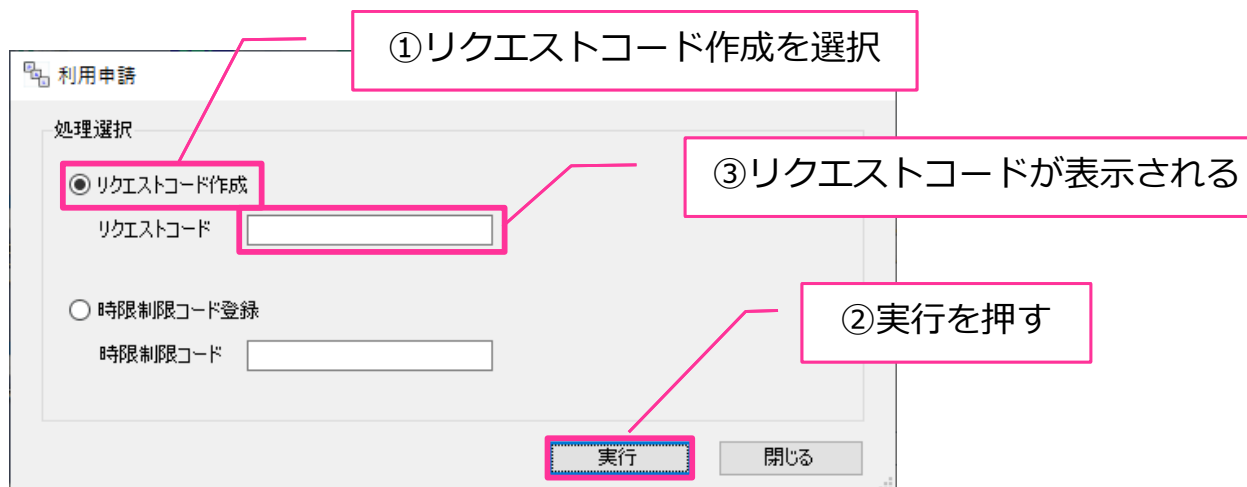 ①リクエストコード作成を選択
利用申請
処理選択
リクエストコード作成
③リクエストコードが表示される
リクエストコード
時限制限コード登録
②実行を押す
時限制限コード
実行
閉じる